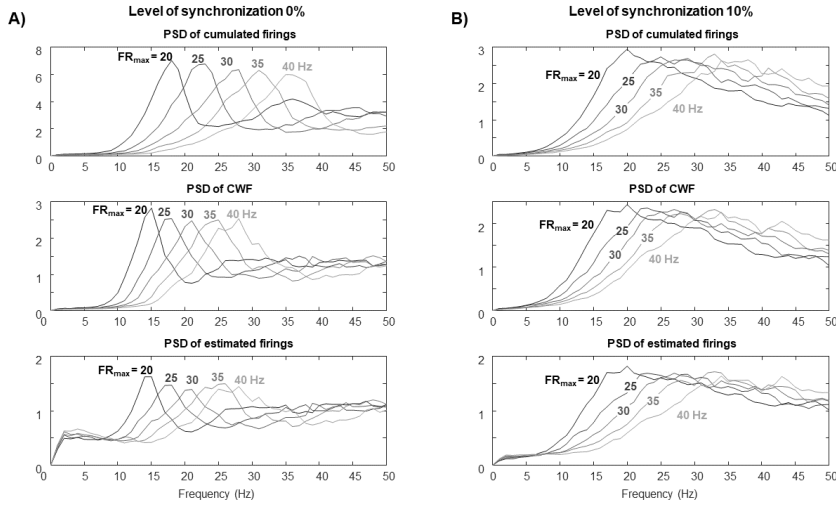 A)
Level of synchronization 0%
PSD of cumulated firings
8
6
4
2
0
FRmax = 20
25
30
35
40 Hz
0 5 10 15 20 25 30 35 40 45 50
PSD of CWF
3
2
1
0
FRmax = 20
25
30
35
40 Hz
0 5 10 15 20 25 30 35 40 45 50
PSD of estimated firings
2
1
0
FRmax = 20
25
30
35
40 Hz
0 5 10 15 20 25 30 35 40 45 50
Frequency (Hz)
B)
Level of synchronization 10%
PSD of cumulated firings
3
2
1
0
FRmax = 20
25
30
35
40 Hz
0 5 10 15 20 25 30 35 40 45 50
PSD of CWF
2
1
0
FRmax = 20
25
30
35
40 Hz
0 5 10 15 20 25 30 35 40 45 50
PSD of estimated firings
2
1
0
FRmax = 20
25
30
35
40 Hz
0 5 10 15 20 25 30 35 40 45 50
Frequency (Hz)